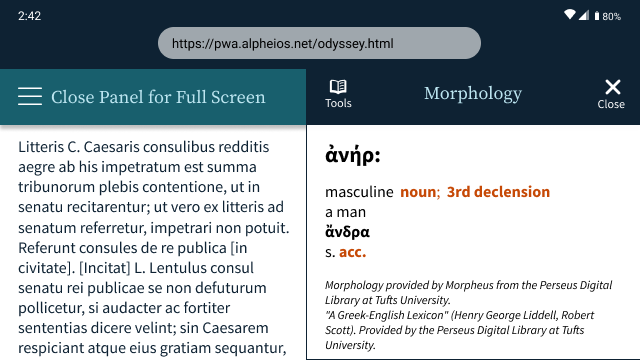 2:42
80%
https://pwa.alpheios.net/odyssey.html
Close Panel for Full Screen
Tools
Morphology
Close
Litteris C. Caesaris consulibus redditis
aegre ab his impetratum est summa
tribunorum plebis contentione, ut in
senatu recitarentur; ut vero ex litteris ad
senatum referretur, impetrari non potuit.
Referunt consules de re publica [in
civitate]. [Incitat] L. Lentulus consul
senatu rei publicae se non defuturum
pollicetur, si audacter ac fortiter
sententias dicere velint; sin Caesarem
respiciant atque eius gratiam sequantur,
ἀνήρ:
masculine noun; 3rd declension
a man
ἄνδρα
s. acc.
Morphology provided by Morpheus from the Perseus Digital
Library at Tufts University.
"A Greek-English Lexicon" (Henry George Liddell, Robert
Scott). Provided by the Perseus Digital Library at Tufts
University.